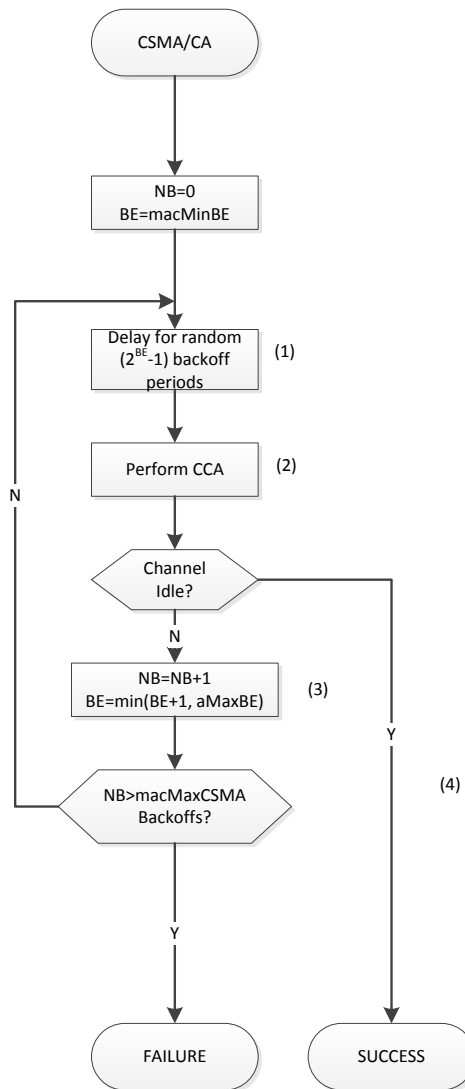 CSMA/CA
NB=0
BE=macMinBE
Delay for random
(2^BE-1) backoff
periods
(1)
Perform CCA
(2)
N
Channel
Idle?
N
NB=NB+1
BE=min(BE+1, aMaxBE)
(3)
Y
(4)
NB>macMaxCSMA
Backoffs?
Y
FAILURE
SUCCESS